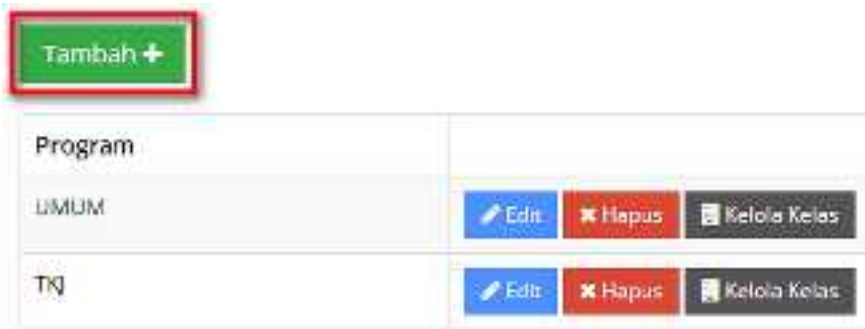 Tambah +
Program
UMUM Edit Hapus Kelola Kelas
TKJ Edit Hapus Kelola Kelas